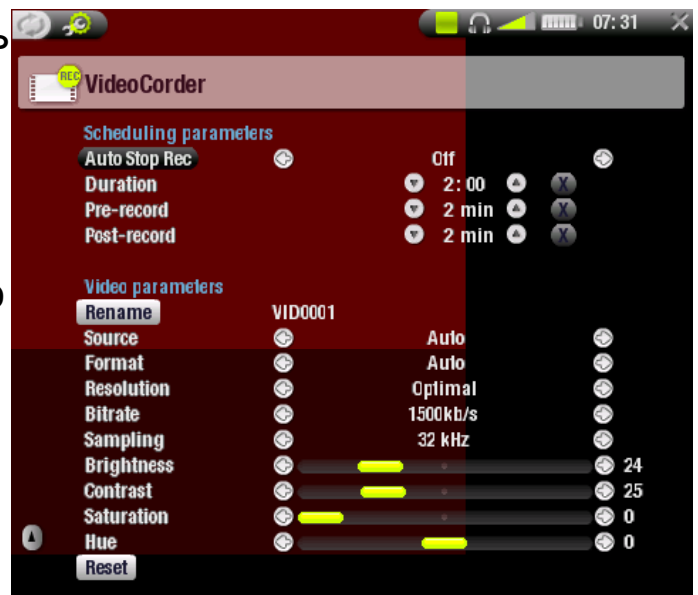 P
07:31
REC
VideoCorder
Scheduling parameters
Auto Stop Rec Off
Duration 2:00 X
Pre-record 2 min X
Post-record 2 min
Video parameters
Rename VID0001
Source Auto
Format Auto
Resolution Optimal
Bitrate 1500kb/s
Sampling 32 kHz
Brightness 24
Contrast 25
Saturation 0
Hue 0
Reset